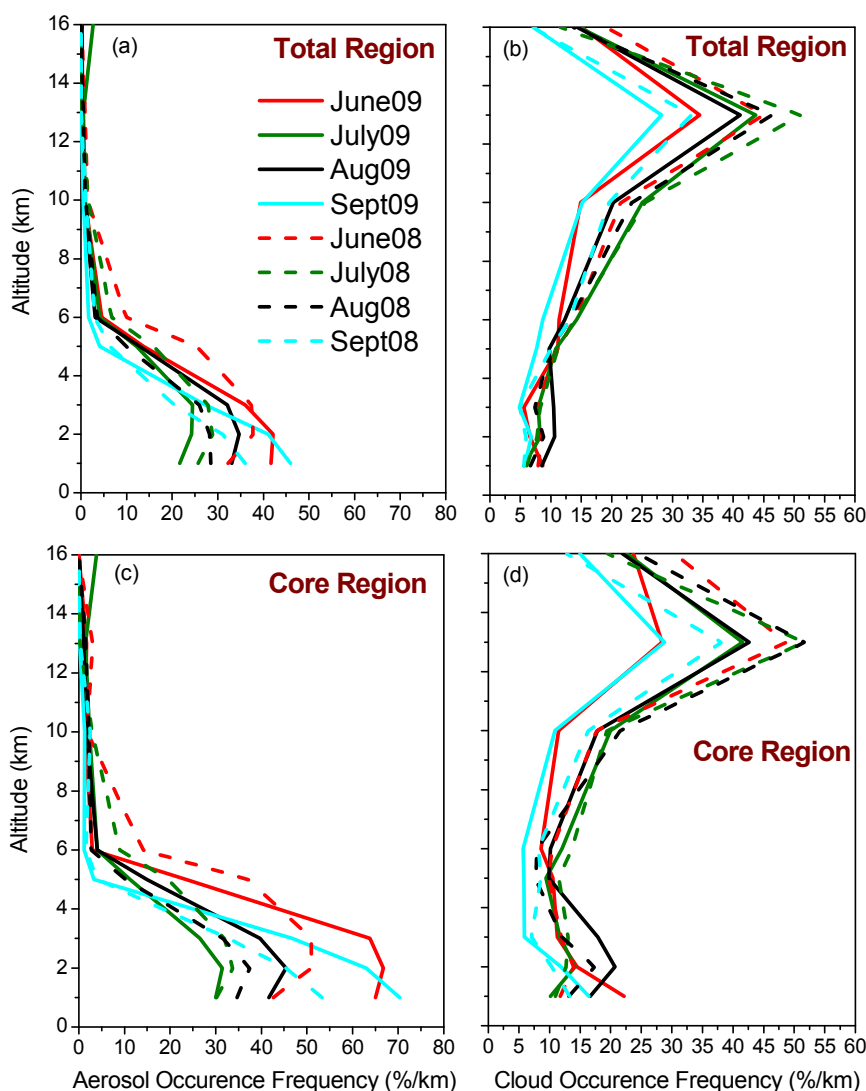 (a)
Total Region
June09
July09
Aug09
Sept09
June08
July08
Aug08
Sept08
Altitude (km)
16
14
12
10
8
6
4
2
0
0 10 20 30 40 50 60 70 80
(b)
Total Region
0 5 10 15 20 25 30 35 40 45 50 55 60
(c)
Core Region
Altitude (km)
16
14
12
10
8
6
4
2
0
0 10 20 30 40 50 60 70 80
Aerosol Occurence Frequency (%/km)
(d)
Core Region
0 5 10 15 20 25 30 35 40 45 50 55 60
Cloud Occurence Frequency (%/km)